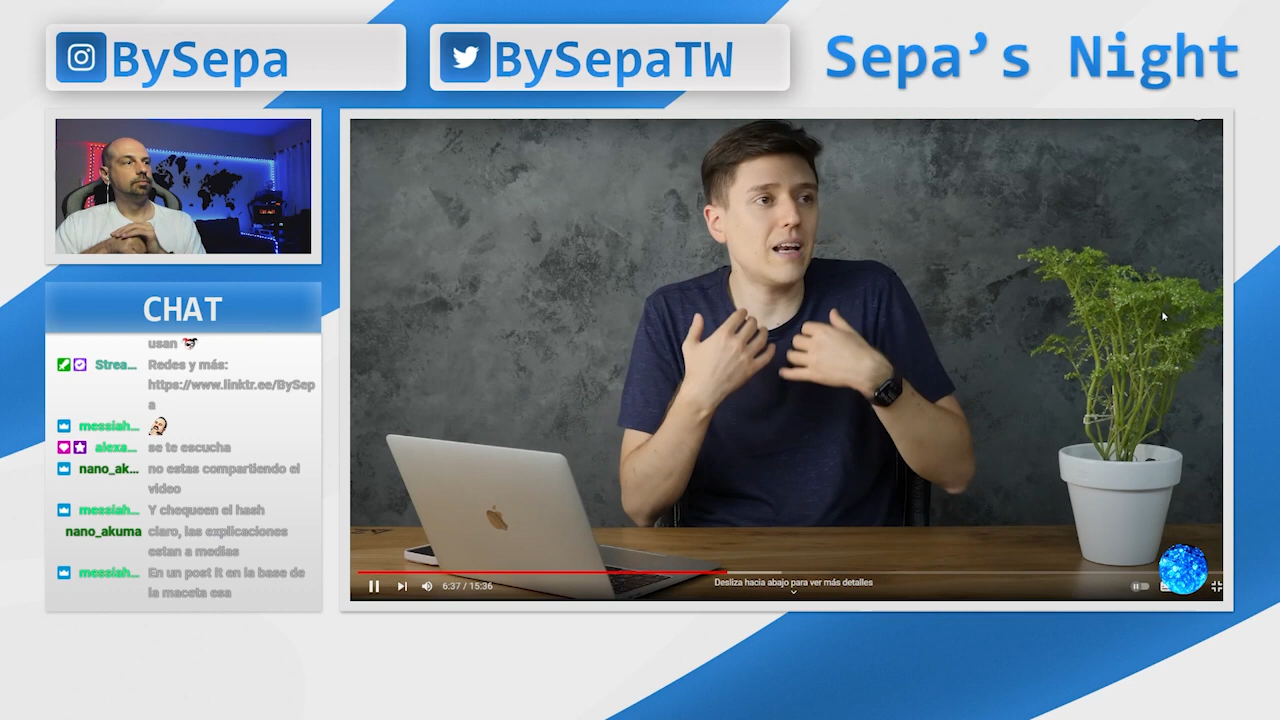 BySepa
BySepaTW
Sepa's Night
CHAT
usan
Strea... Redes y más:
https://www.linktr.ee/BySep
a
messiah...
alexa... se te escucha
nano_ak... no estas compartiendo el
video
messiah... Y chequeen el hash
nano_akuma claro, las explicaciones
estan a medias
messiah... En un post it en la base de
la maceta esa
Desliza hacia abajo para ver más detalles
6:37 / 15:36